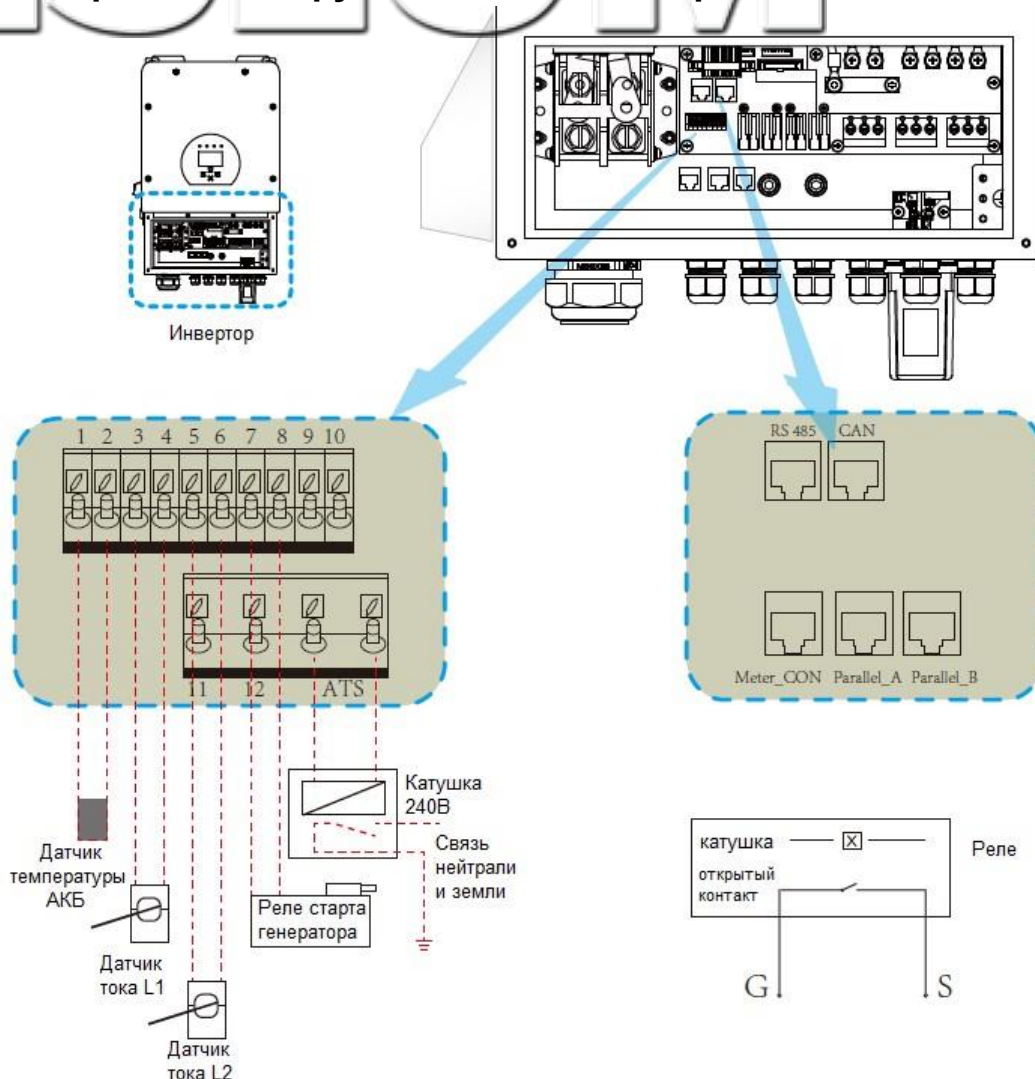 Инвертор
RS 485 CAN
1 2 3 4 5 6 7 8 9 10
Meter_CON Parallel_A Parallel_B
11 12 ATS
Катушка
240В
Связь
нейтрали
и земли
Датчик
температуры
АКБ
Реле старта
генератора
Датчик
тока L1
Датчик
тока L2
катушка X
Реле
открытый
контакт
G S